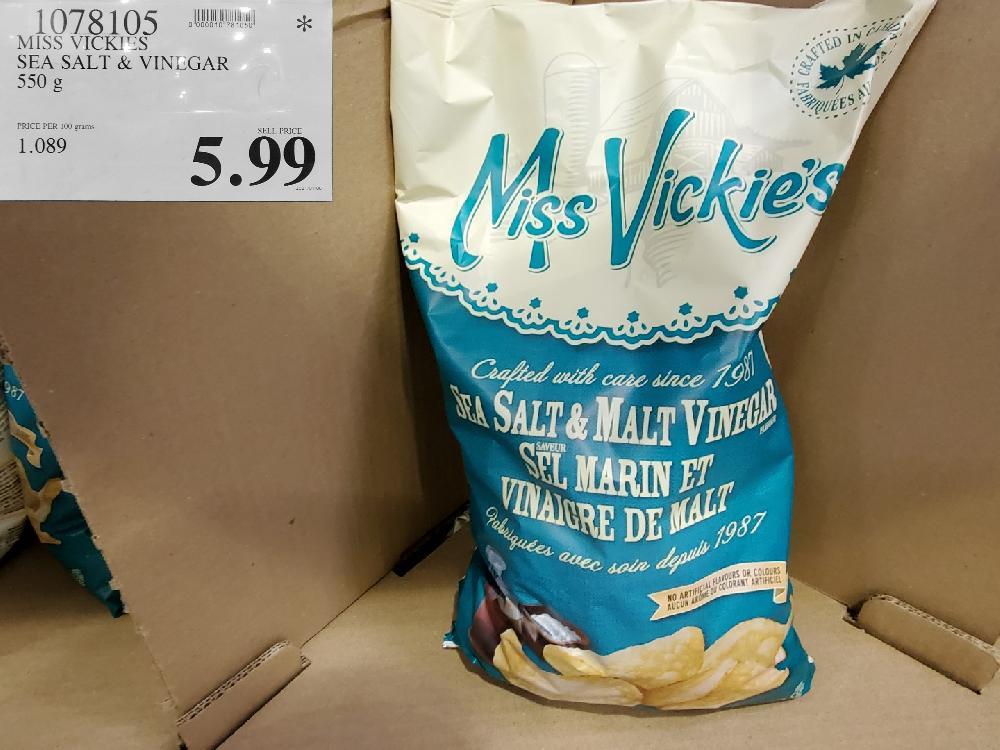 1078105
MISS VICKIES
SEA SALT & VINEGAR
550 g
PRICE PER 100 grams
1.089
SELL PRICE
5.99
*
CRAFTED IN
FABRIQUÉES AU
Miss Vickie's
Crafted with care since 1987
SEA SALT & MALT VINEGAR
SAVEUR
SEL MARIN ET
VINAIGRE DE MALT
Fabriquées avec soin depuis 1987
NO ARTIFICIAL FLAVOURS OR COLOURS
AUCUN ARÔME OU COLORANT ARTIFICIEL
987